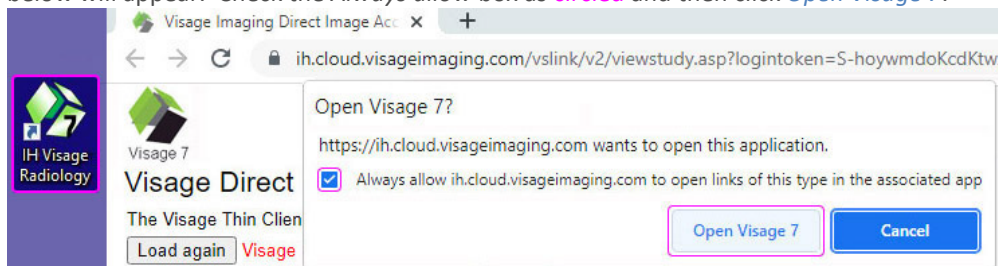 below will appear? Check the Always allow box as circled and then click Open Visage 7.
Visage Imaging Direct Image Acc
ih.cloud.visageimaging.com/vslink/v2/viewstudy.asp?logintoken=S-hoywmdoKcdKtw
Open Visage 7?
https://ih.cloud.visageimaging.com wants to open this application.
Always allow ih.cloud.visageimaging.com to open links of this type in the associated app
Open Visage 7
Cancel
7
IH Visage
Radiology
Visage 7
Visage Direct
The Visage Thin Clien
Load again Visage